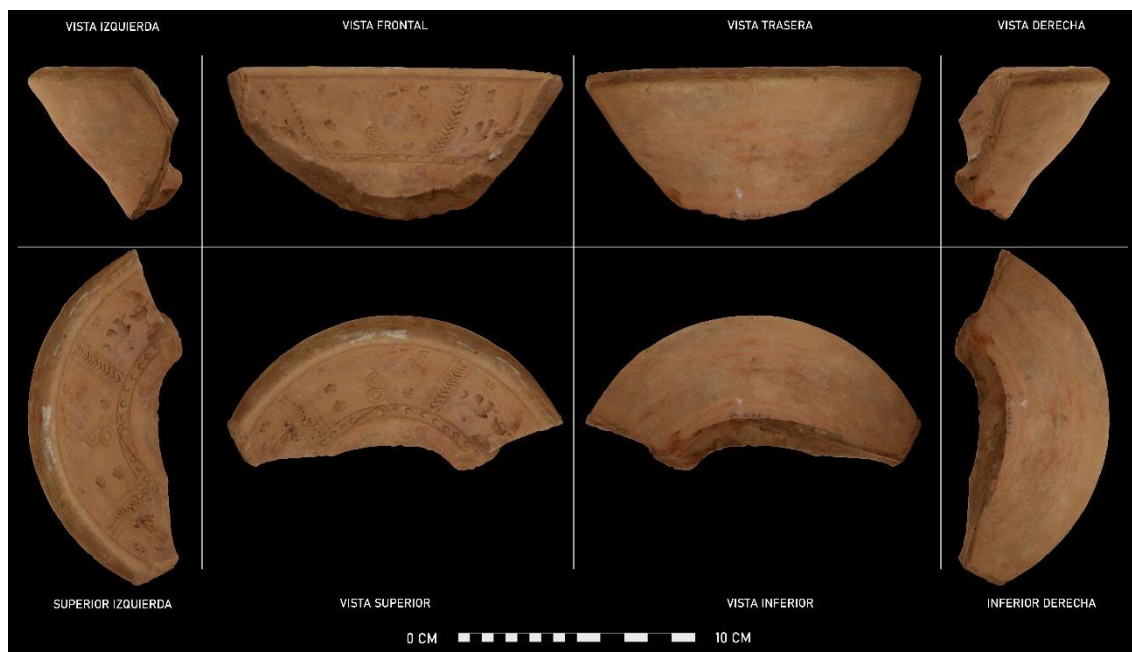 VISTA IZQUIERDA
VISTA FRONTAL
VISTA TRASERA
VISTA DERECHA
SUPERIOR IZQUIERDA
VISTA SUPERIOR
VISTA INFERIOR
INFERIOR DERECHA
0 CM
10 CM